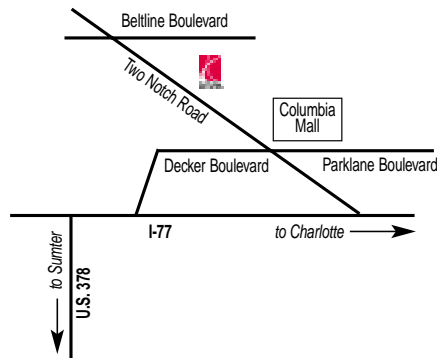 Beltline Boulevard
Two Notch Road
Columbia
Mall
Decker Boulevard
Parklane Boulevard
I-77
to Charlotte
to Sumter
U.S. 378